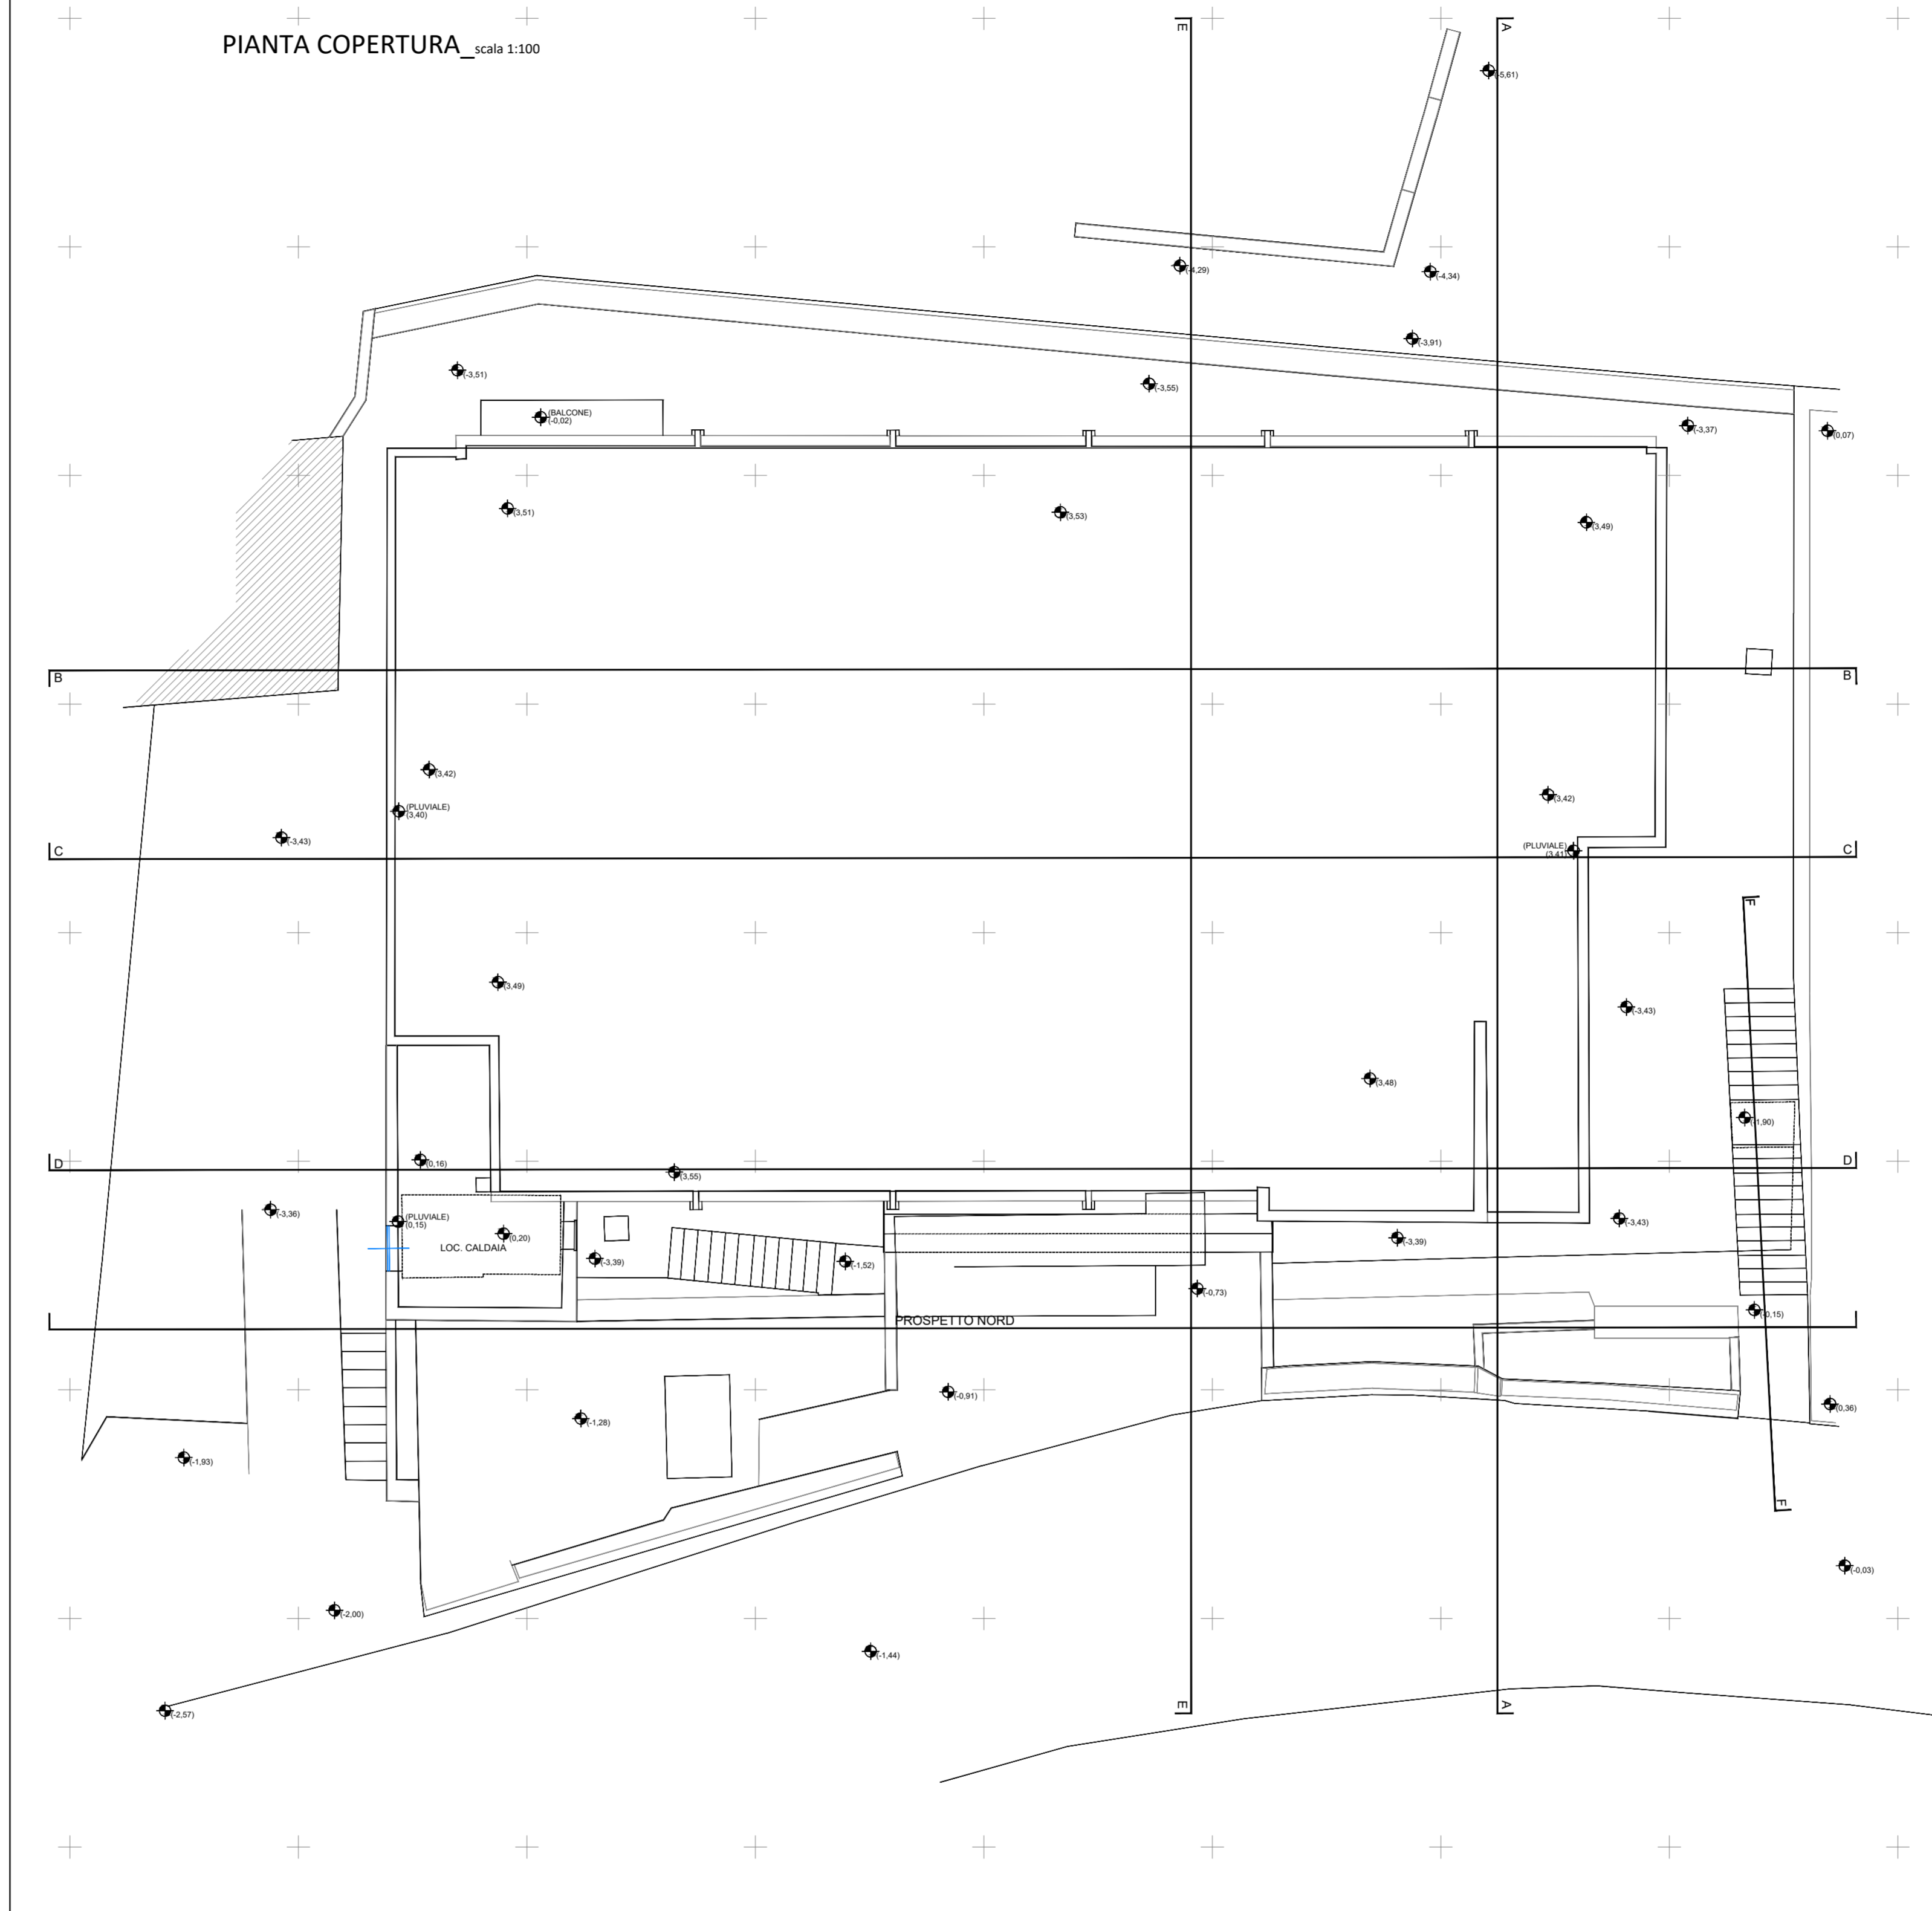 E
A
PIANTA COPERTURA_scala 1:100
(-5,61)
(-4,29)
(-4,34)
(-3,91)
(-3,51)
(-3,55)
(BALCONE)
(-0,02)
(-3,37)
(0,07)
(3,51)
(3,53)
(3,49)
B
B
(3,42)
(3,42)
(PLUVIALE)
(3,40)
(-3,43)
(PLUVIALE)
(3,41)
C
C
F
(3,49)
(-3,43)
(3,48)
(-1,90)
D
D
(0,16)
(3,55)
(-3,36)
(PLUVIALE)
(0,15)
(0,20)
LOC. CALDAIA
(-3,43)
(-3,39)
(-3,39)
(-1,52)
(-0,73)
(-0,15)
PROSPETTO NORD
(-0,91)
(0,36)
(-1,28)
(-1,93)
F
(-0,03)
(-2,00)
(-1,44)
(-2,57)
E
A